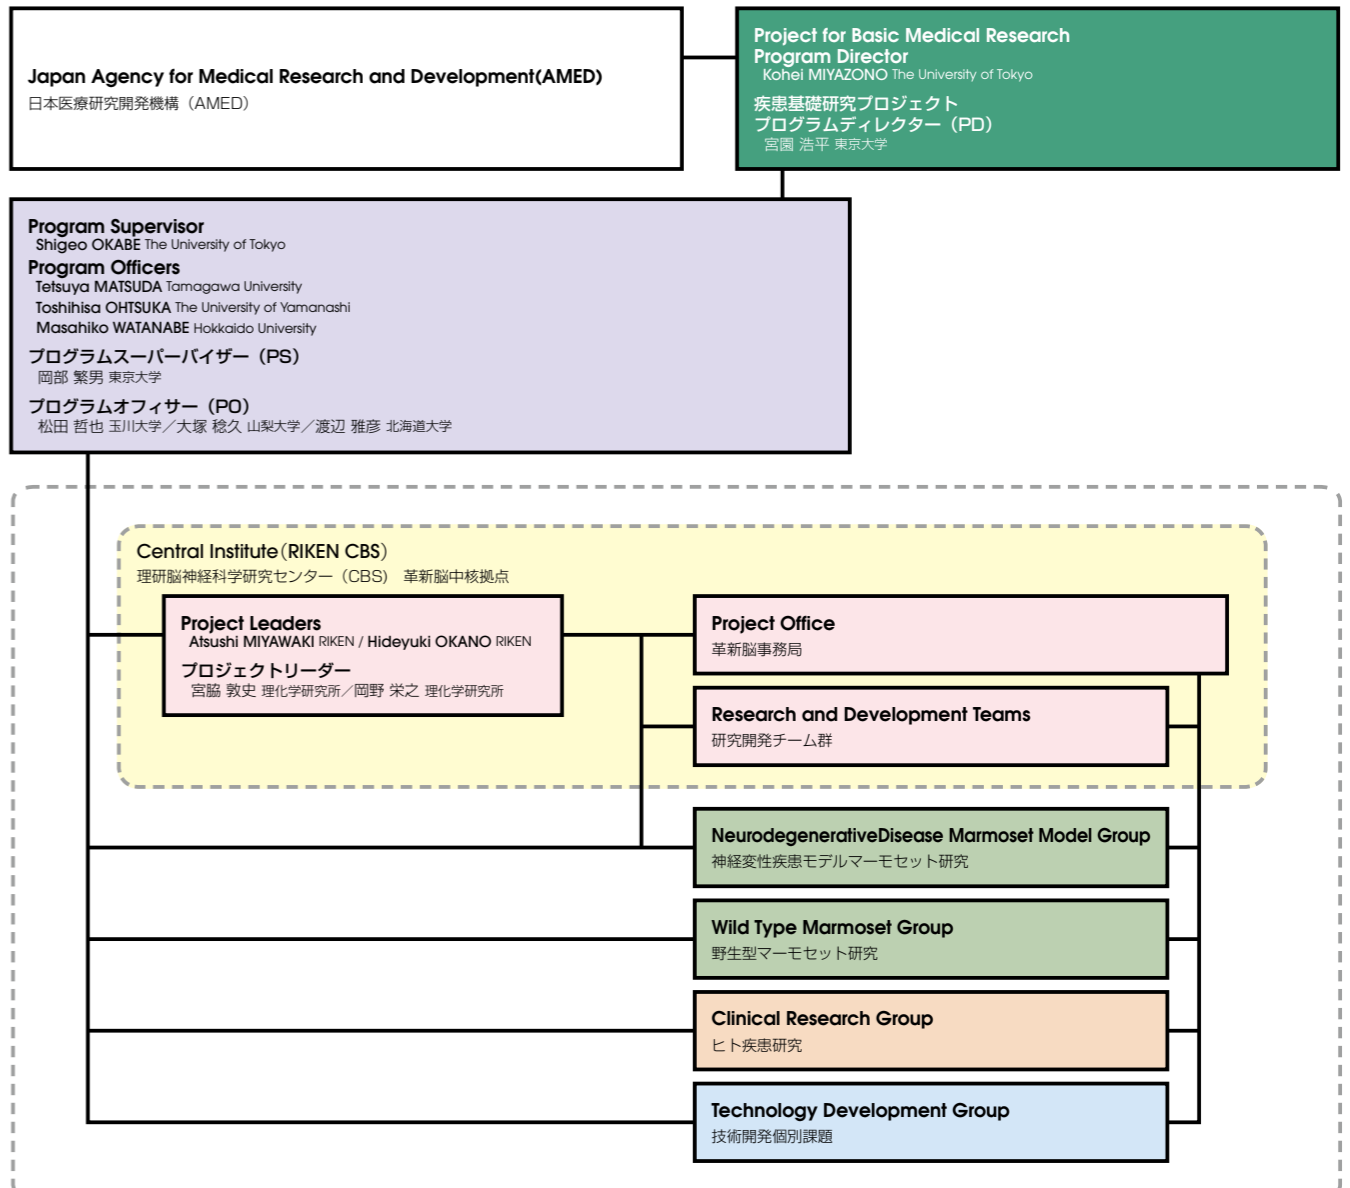 Japan Agency for Medical Research and Development(AMED)
日本医療研究開発機構（AMED）
Project for Basic Medical Research
Program Director
Kohei MIYAZONO The University of Tokyo
疾患基礎研究プロジェクト
プログラムディレクター（PD）
宮園 浩平 東京大学
Program Supervisor
Shigeo OKABE The University of Tokyo
Program Officers
Tetsuya MATSUDA Tamagawa University
Toshihisa OHTSUKA The University of Yamanashi
Masahiko WATANABE Hokkaido University
プログラムスーパーバイザー（PS）
岡部 繁男 東京大学
プログラムオフィサー（PO）
松田 哲也 玉川大学／大塚 稔久 山梨大学／渡辺 雅彦 北海道大学
Central Institute（RIKEN CBS）
理研脳神経科学研究センター（CBS） 革新脳中核拠点
Project Leaders
Atsushi MIYAWAKI RIKEN / Hideyuki OKANO RIKEN
プロジェクトリーダー
宮脇 敦史 理化学研究所／岡野 栄之 理化学研究所
Project Office
革新脳事務局
Research and Development Teams
研究開発チーム群
NeurodegenerativeDisease Marmoset Model Group
神経変性疾患モデルマーモセット研究
Wild Type Marmoset Group
野生型マーモセット研究
Clinical Research Group
ヒト疾患研究
Technology Development Group
技術開発個別課題